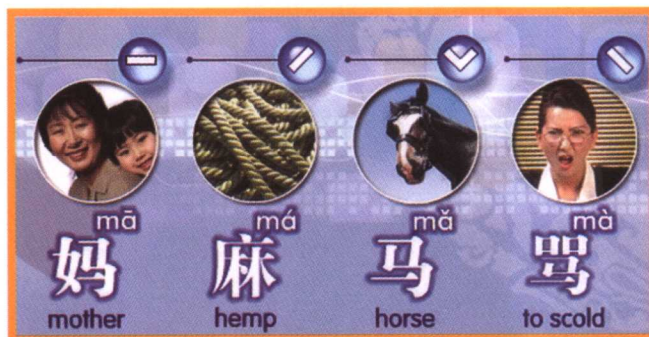 mā má mǎ mà
妈 麻 马 骂
mother hemp horse to scold